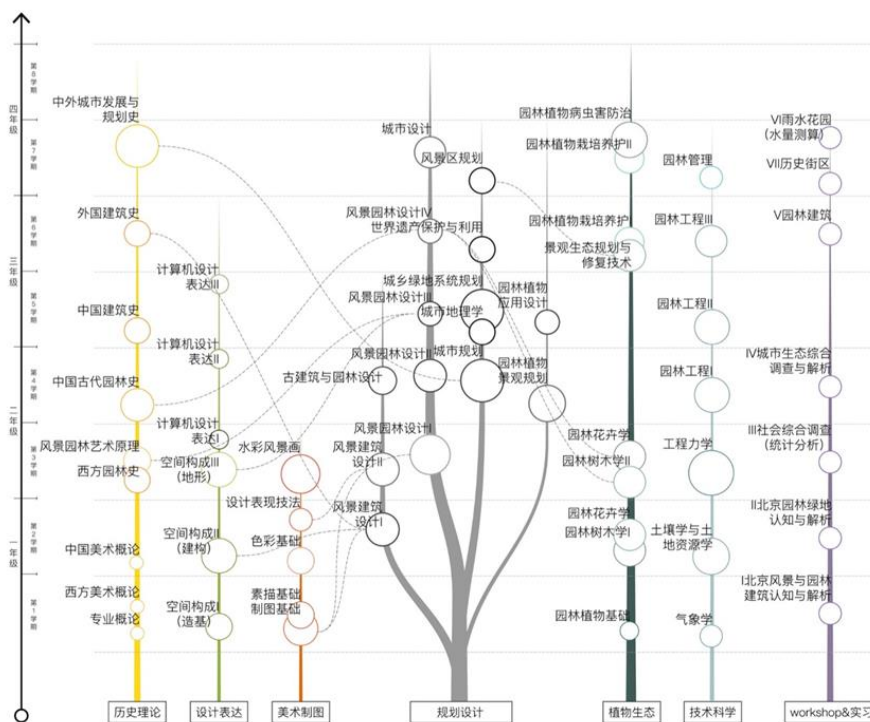 四年级
三年级
二年级
一年级
第8学期
第7学期
第6学期
第5学期
第4学期
第3学期
第2学期
第1学期
中外城市发展与
规划史
外国建筑史
中国建筑史
中国古代园林史
风景园林艺术原理
西方园林史
中国美术概论
西方美术概论
专业概论
历史理论
计算机设计
表达III
计算机设计
表达II
计算机设计
表达I
空间构成III
(地形)
空间构成II
(建构)
空间构成I
(造基)
设计表达
水彩风景画
设计表现技法
色彩基础
素描基础
制图基础
美术制图
城市设计
风景区规划
风景园林设计IV
世界遗产保护与利用
城乡绿地系统规划
风景园林设计III
城市地理学
园林植物
应用设计
风景园林设计II
城市规划
古建筑与园林设计
园林植物
景观规划
风景园林设计I
风景建筑
设计II
风景建筑
设计I
规划设计
园林植物病虫害防治
园林植物栽培养护II
园林植物栽培养护I
景观生态规划与
修复技术
园林花卉学
园林树木学II
园林花卉学
园林树木学I
园林植物基础
植物生态
园林管理
园林工程III
园林工程II
园林工程I
工程力学
土壤学与土
地资源学
气象学
技术科学
VI雨水花园
(水量测算)
VII历史街区
V园林建筑
IV城市生态综合
调查与解析
III社会综合调查
(统计分析)
II北京园林绿地
认知与解析
I北京风景与园林
建筑认知与解析
workshop&实习